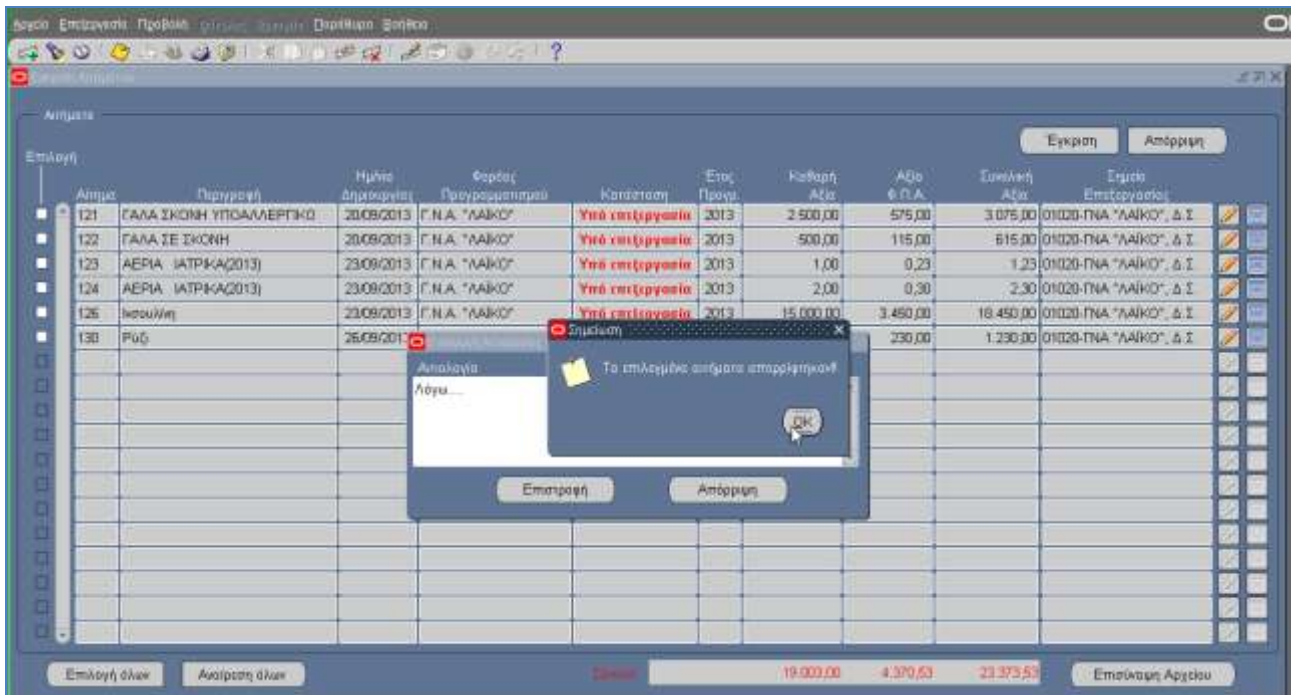 Αρχείο Επεξεργασία Προβολή Παράθυρο Βοήθεια
Αιτήματα
Έγκριση Απόρριψη
Επιλογή
Ημ/νία Φορέας Έτος Καθαρή Αξία Συνολική Σημείο
Αίτημα Περιγραφή Δημιουργίας Προγραμματισμού Κατάσταση Προγρ. Αξία Φ.Π.Α. Αξία Επεξεργασίας
121 ΓΑΛΑ ΣΚΟΝΗ ΥΠΟΑΛΛΕΡΓΙΚΟ 20/09/2013 Γ.Ν.Α. "ΛΑΪΚΟ" Υπό επεξεργασία 2013 2.500,00 575,00 3.075,00 01020-ΓΝΑ "ΛΑΪΚΟ", Δ.Σ
122 ΓΑΛΑ ΣΕ ΣΚΟΝΗ 20/09/2013 Γ.Ν.Α. "ΛΑΪΚΟ" Υπό επεξεργασία 2013 500,00 115,00 615,00 01020-ΓΝΑ "ΛΑΪΚΟ", Δ.Σ
123 ΑΕΡΙΑ ΙΑΤΡΙΚΑ(2013) 23/09/2013 Γ.Ν.Α. "ΛΑΪΚΟ" Υπό επεξεργασία 2013 1,00 0,23 1,23 01020-ΓΝΑ "ΛΑΪΚΟ", Δ.Σ
124 ΑΕΡΙΑ ΙΑΤΡΙΚΑ(2013) 23/09/2013 Γ.Ν.Α. "ΛΑΪΚΟ" Υπό επεξεργασία 2013 2,00 0,30 2,30 01020-ΓΝΑ "ΛΑΪΚΟ", Δ.Σ
126 Ινσουλίνη 23/09/2013 Γ.Ν.Α. "ΛΑΪΚΟ" Υπό επεξεργασία 2013 15.000,00 3.450,00 18.450,00 01020-ΓΝΑ "ΛΑΪΚΟ", Δ.Σ
130 Ρύζι 26/09/201 230,00 1.230,00 01020-ΓΝΑ "ΛΑΪΚΟ", Δ.Σ
Σημείωση
Τα επιλεγμένα αιτήματα απορρίφτηκαν!!
OK
Αιτιολογία
Λόγω....
Επιστροφή Απόρριψη
Επιλογή όλων Αναίρεση όλων 19.003,00 4.370,53 23.373,53 Επισύναψη Αρχείου